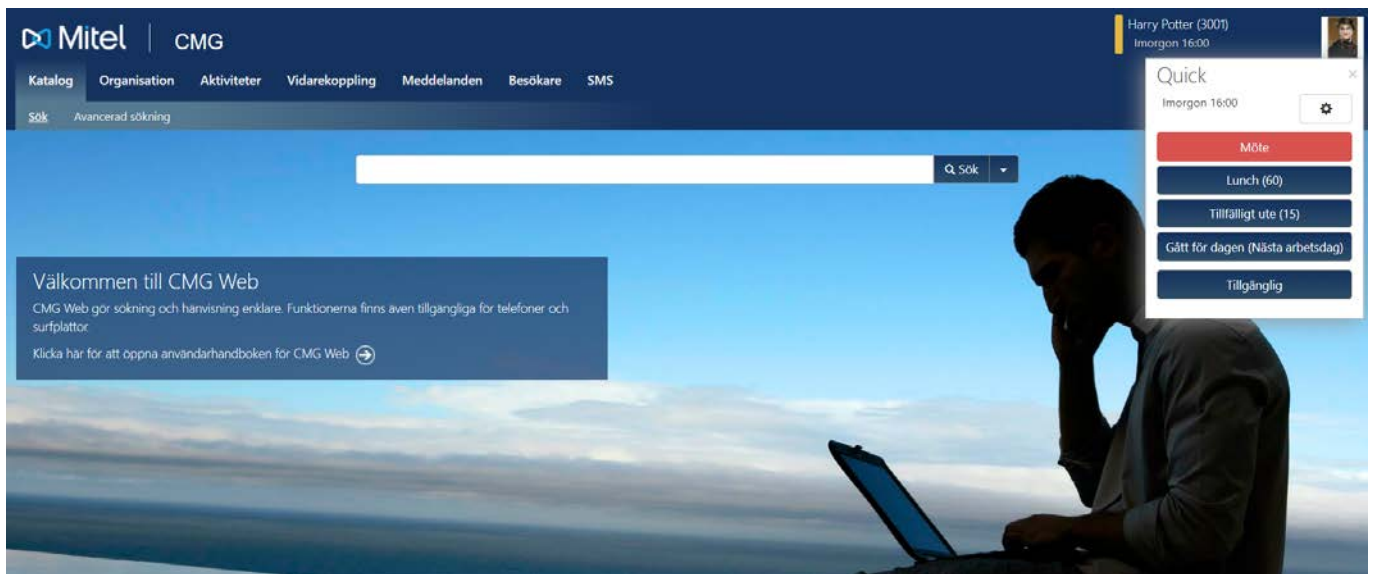 Mitel | CMG
Harry Potter (3001)
Imorgon 16:00
Katalog Organisation Aktiviteter Vidarekoppling Meddelanden Besökare SMS
Sök Avancerad sökning
Quick ×
Imorgon 16:00
Möte
Lunch (60)
Tillfälligt ute (15)
Gått för dagen (Nästa arbetsdag)
Tillgänglig
Sök
Välkommen till CMG Web
CMG Web gör sökning och hänvisning enklare. Funktionerna finns även tillgängliga för telefoner och
surfplattor.
Klicka här för att öppna användarhandboken för CMG Web